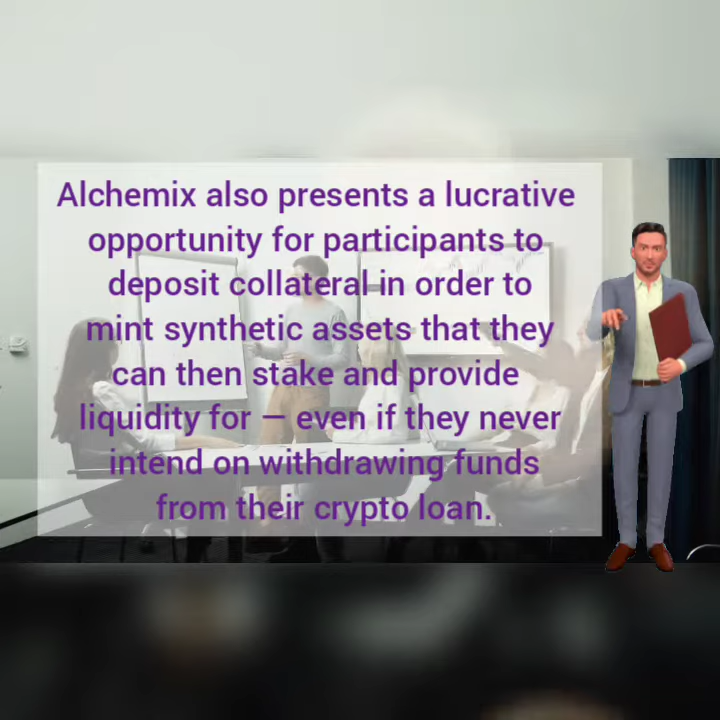 Alchemix also presents a lucrative
opportunity for participants to
deposit collateral in order to
mint synthetic assets that they
can then stake and provide
liquidity for — even if they never
intend on withdrawing funds
from their crypto loan.